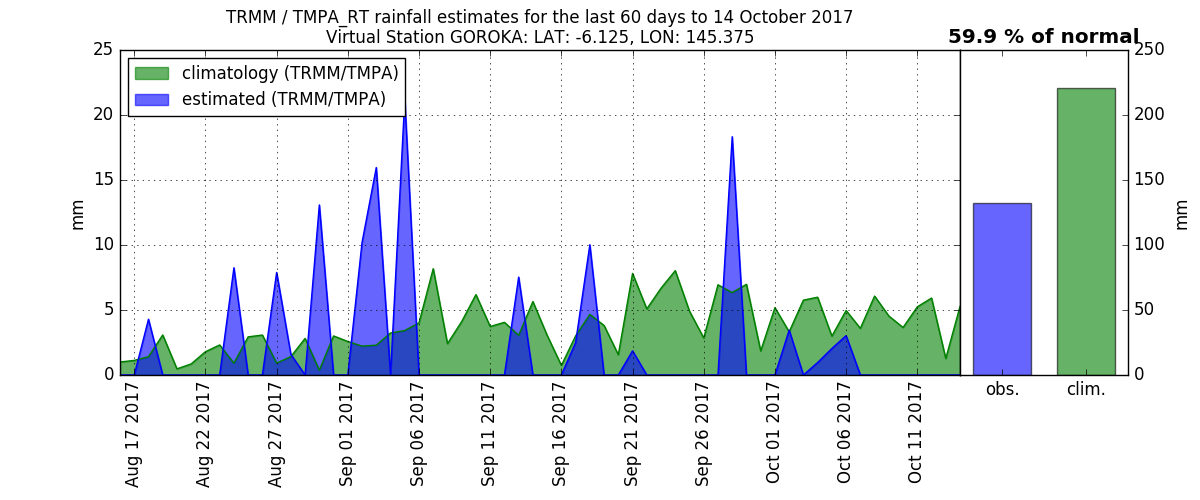 TRMM / TMPA_RT rainfall estimates for the last 60 days to 14 October 2017
Virtual Station GOROKA: LAT: -6.125, LON: 145.375
59.9 % of normal
climatology (TRMM/TMPA)
estimated (TRMM/TMPA)
mm
25
20
15
10
5
0
Aug 17 2017
Aug 22 2017
Aug 27 2017
Sep 01 2017
Sep 06 2017
Sep 11 2017
Sep 16 2017
Sep 21 2017
Sep 26 2017
Oct 01 2017
Oct 06 2017
Oct 11 2017
obs.
clim.
250
200
150
100
50
0
mm